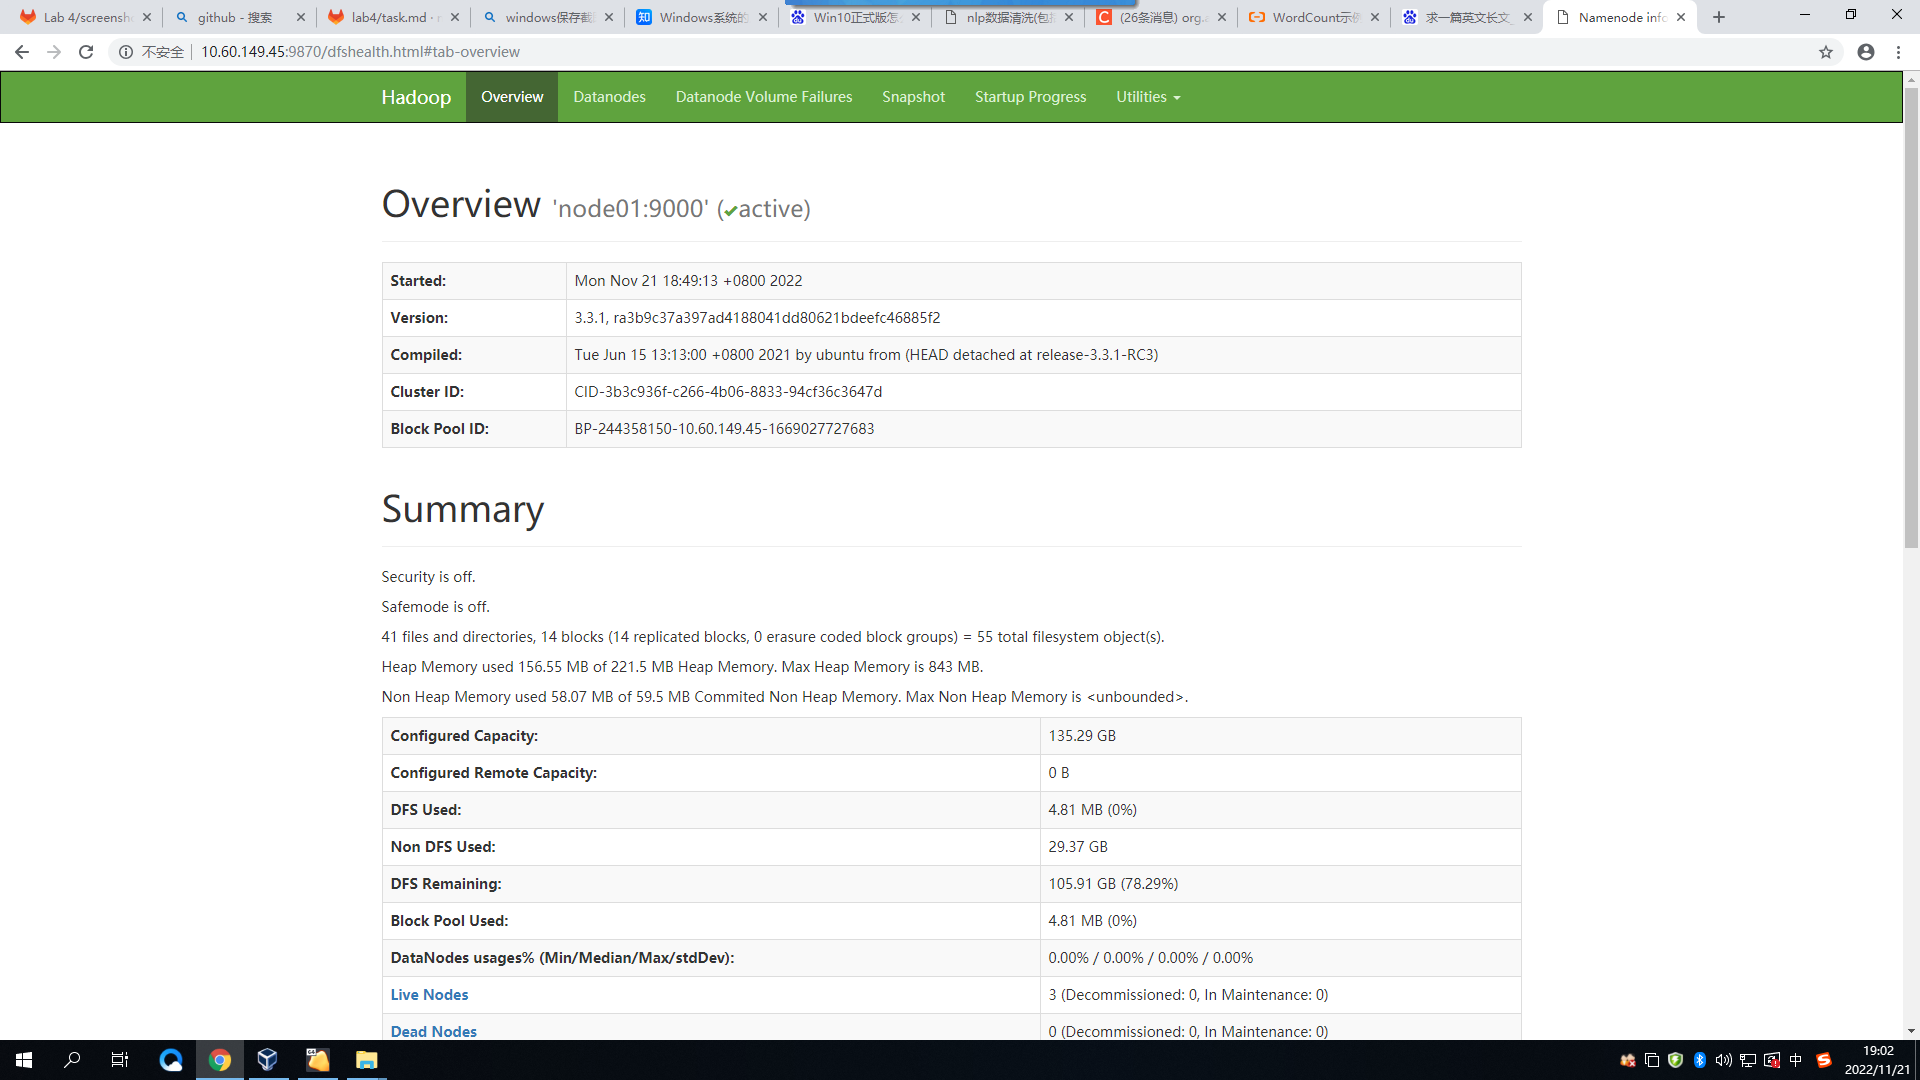 Lab 4/screensh
github - 搜索
lab4/task.md ·
windows保存截
Windows系统的
Win10正式版怎
nlp数据清洗(包
(26条消息) org.
WordCount示例
求一篇英文长文_
Namenode info
不安全
10.60.149.45:9870/dfshealth.html#tab-overview
Hadoop
Overview
Datanodes
Datanode Volume Failures
Snapshot
Startup Progress
Utilities
Overview 'node01:9000' (✔active)
Started: Mon Nov 21 18:49:13 +0800 2022
Version: 3.3.1, ra3b9c37a397ad4188041dd80621bdeefc46885f2
Compiled: Tue Jun 15 13:13:00 +0800 2021 by ubuntu from (HEAD detached at release-3.3.1-RC3)
Cluster ID: CID-3b3c936f-c266-4b06-8833-94cf36c3647d
Block Pool ID: BP-244358150-10.60.149.45-1669027727683
Summary
Security is off.
Safemode is off.
41 files and directories, 14 blocks (14 replicated blocks, 0 erasure coded block groups) = 55 total filesystem object(s).
Heap Memory used 156.55 MB of 221.5 MB Heap Memory. Max Heap Memory is 843 MB.
Non Heap Memory used 58.07 MB of 59.5 MB Commited Non Heap Memory. Max Non Heap Memory is <unbounded>.
Configured Capacity: 135.29 GB
Configured Remote Capacity: 0 B
DFS Used: 4.81 MB (0%)
Non DFS Used: 29.37 GB
DFS Remaining: 105.91 GB (78.29%)
Block Pool Used: 4.81 MB (0%)
DataNodes usages% (Min/Median/Max/stdDev): 0.00% / 0.00% / 0.00% / 0.00%
Live Nodes 3 (Decommissioned: 0, In Maintenance: 0)
Dead Nodes 0 (Decommissioned: 0, In Maintenance: 0)
中
19:02
2022/11/21